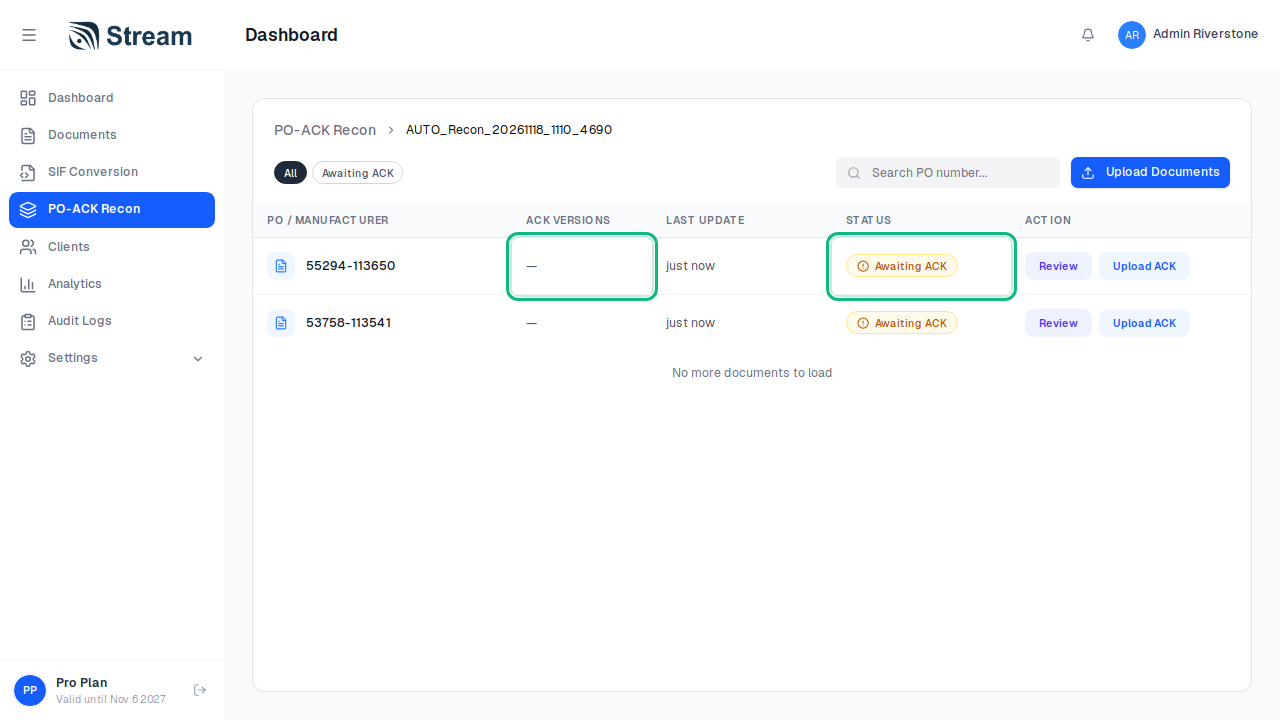 Stream
Dashboard
AR
Admin Riverstone
Dashboard
Documents
SIF Conversion
PO-ACK Recon
Clients
Analytics
Audit Logs
Settings
PO-ACK Recon > AUTO_Recon_20261118_1110_4690
All
Awaiting ACK
Search PO number...
Upload Documents
PO / MANUFACTURER ACK VERSIONS LAST UPDATE STATUS ACTION
55294-113650 — just now Awaiting ACK Review Upload ACK
53758-113541 — just now Awaiting ACK Review Upload ACK
No more documents to load
PP
Pro Plan
Valid until Nov 6 2027